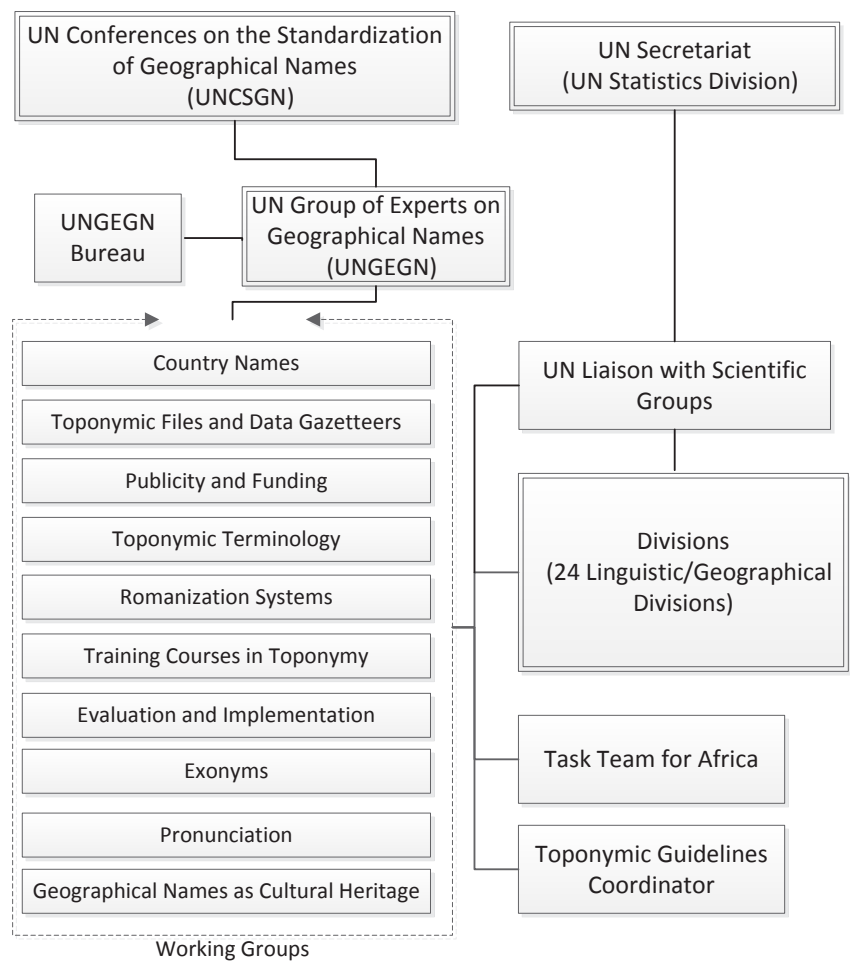 UN Conferences on the Standardization
of Geographical Names
(UNCSGN)
UN Secretariat
(UN Statistics Division)
UNGEGN
Bureau
UN Group of Experts on
Geographical Names
(UNGEGN)
Country Names
Toponymic Files and Data Gazetteers
Publicity and Funding
Toponymic Terminology
Romanization Systems
Training Courses in Toponymy
Evaluation and Implementation
Exonyms
Pronunciation
Geographical Names as Cultural Heritage
Working Groups
UN Liaison with Scientific
Groups
Divisions
(24 Linguistic/Geographical
Divisions)
Task Team for Africa
Toponymic Guidelines
Coordinator